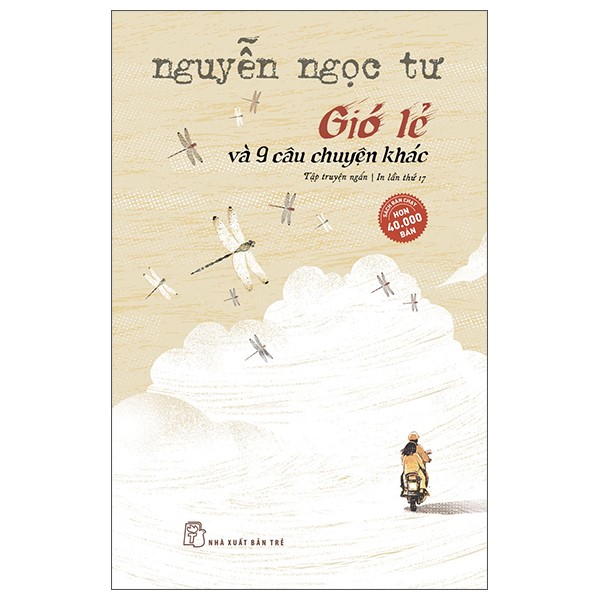 nguyễn ngọc tư
Gió lẻ
và 9 câu chuyện khác
Tập truyện ngắn | In lần thứ 17
SÁCH BÁN CHẠY
HƠN
40.000
BẢN
NHÀ XUẤT BẢN TRẺ